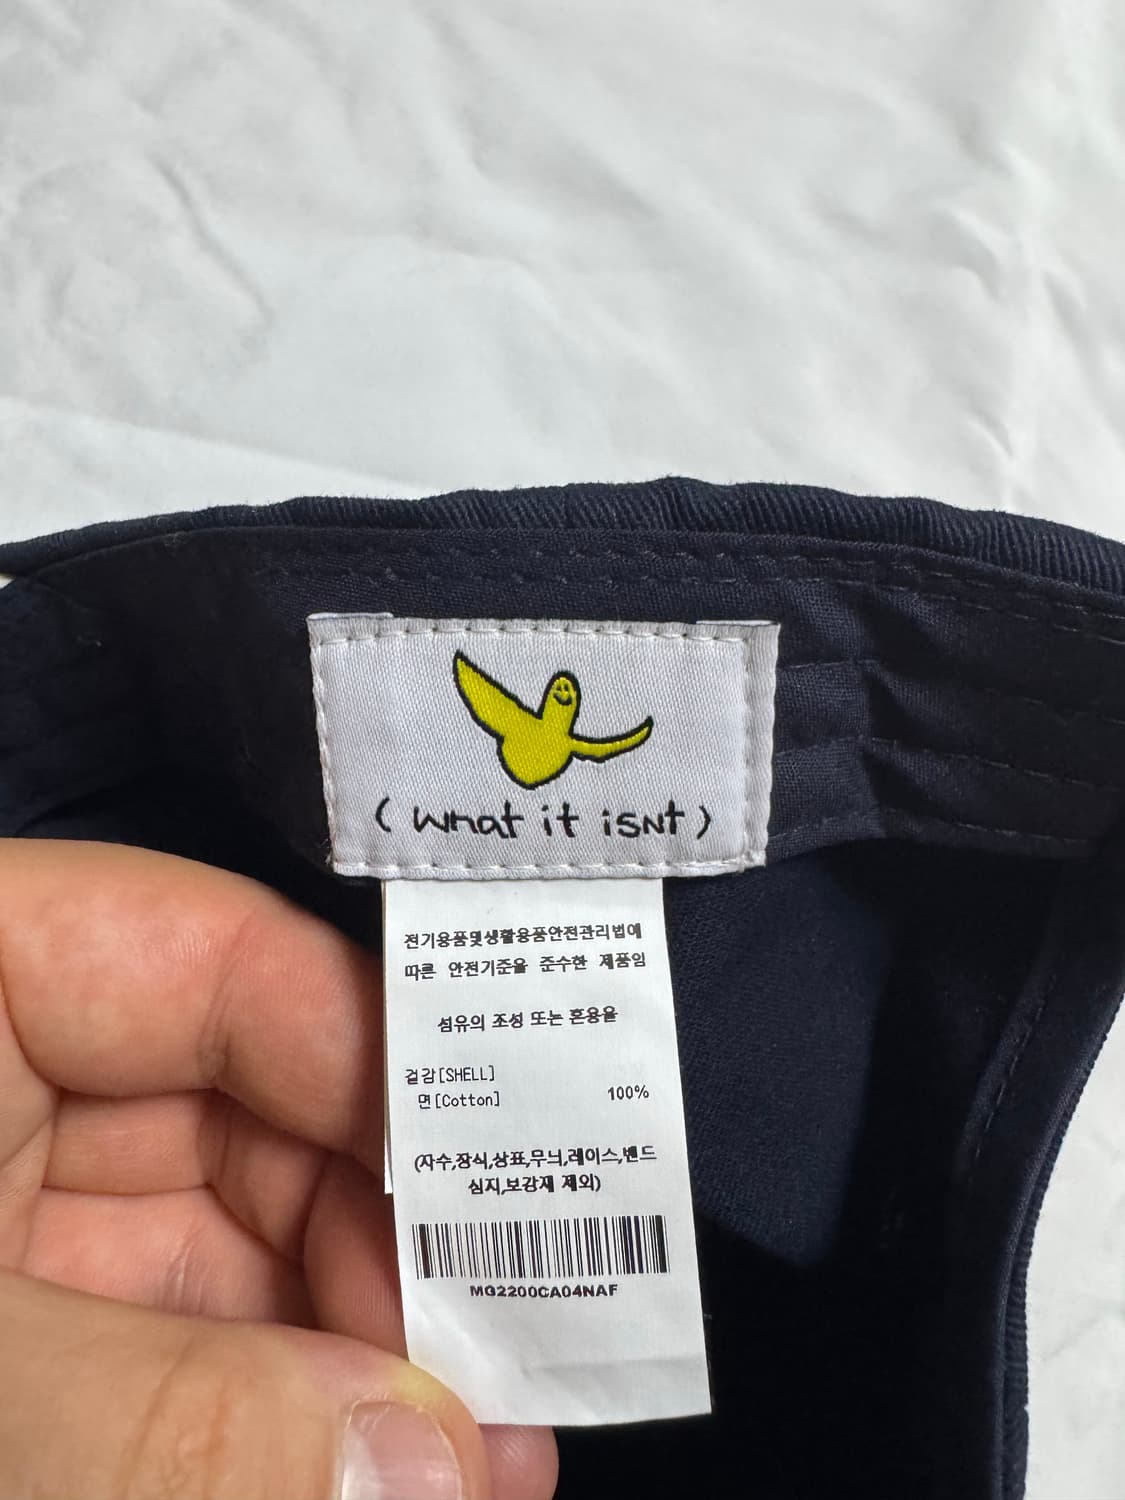 ( what it isNt )
전기용품및생활용품안전관리법에
따른 안전기준을 준수한 제품임
섬유의 조성 또는 혼용율
겉감[SHELL]
면[Cotton] 100%
(자수,장식,상표,무늬,레이스,밴드
심지,보강재 제외)
MG2200CA04NAF